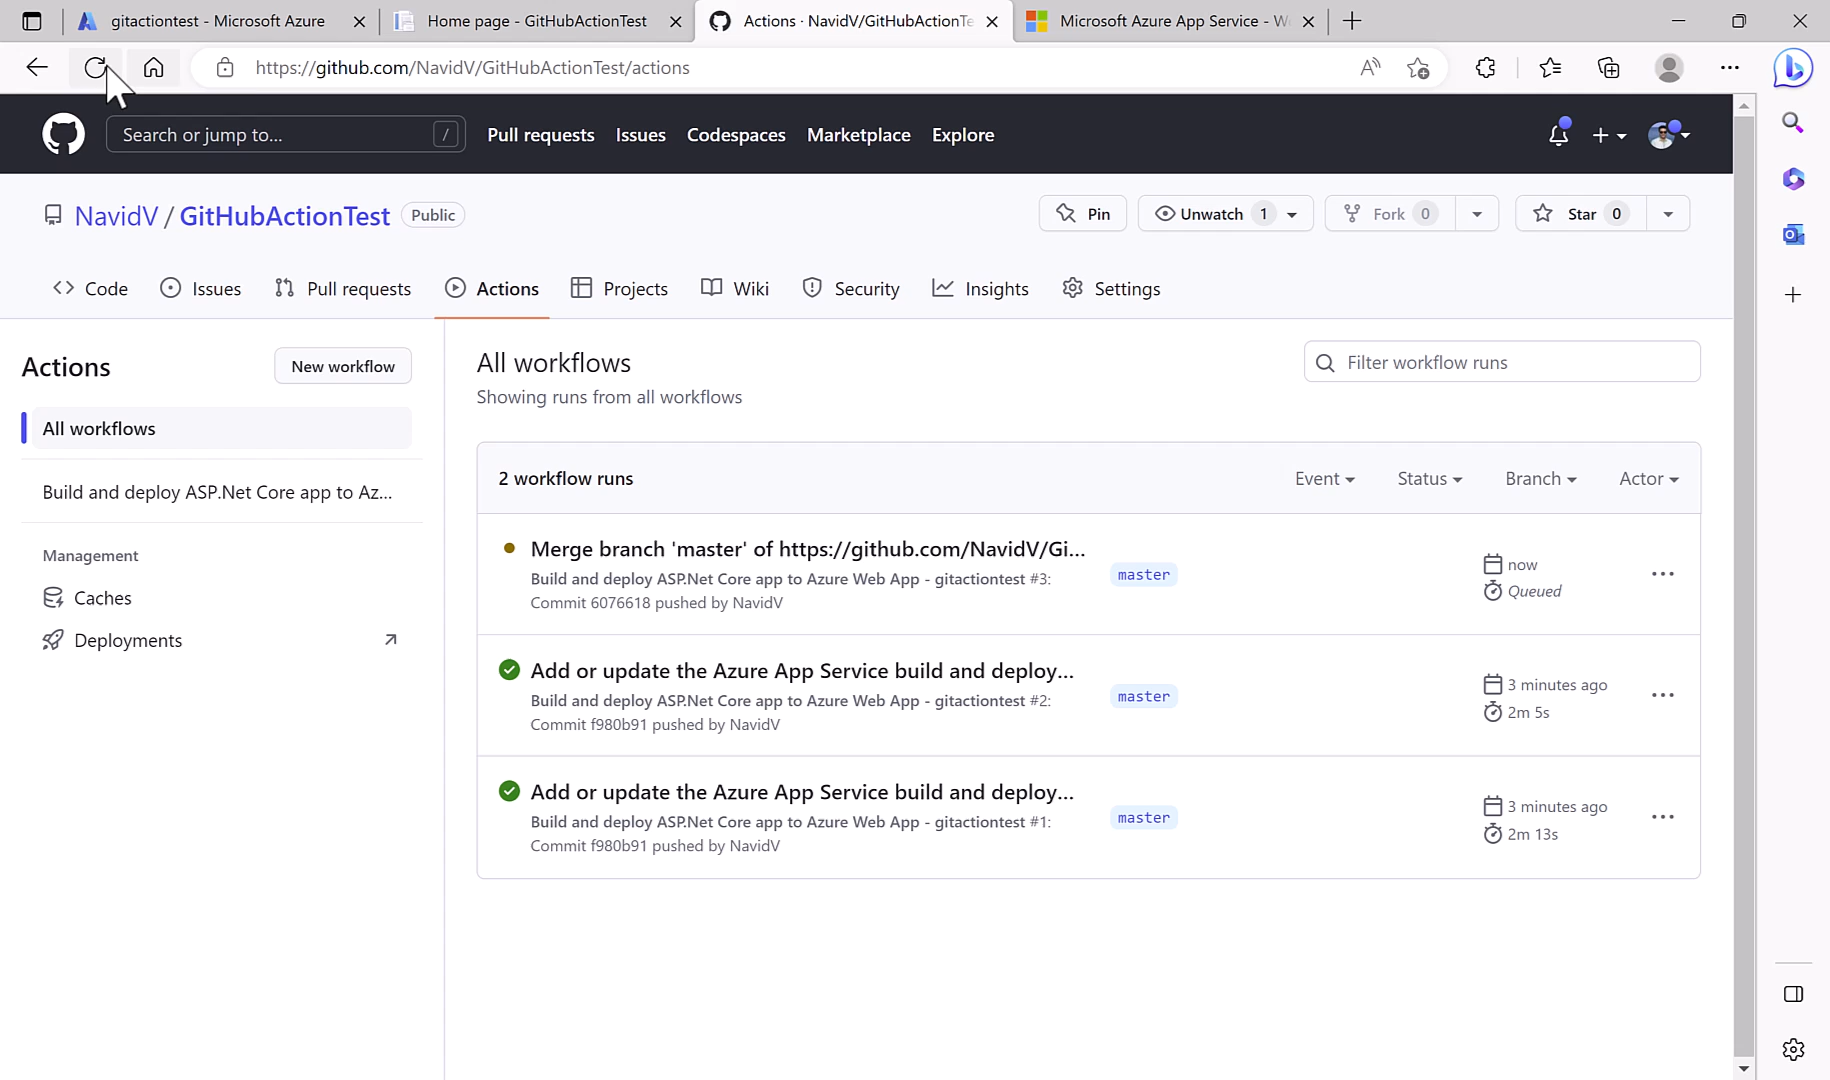 gitactiontest - Microsoft Azure
Home page - GitHubActionTest
Actions · NavidV/GitHubActionTe
Microsoft Azure App Service - W
https://github.com/NavidV/GitHubActionTest/actions
Search or jump to...
/
Pull requests
Issues
Codespaces
Marketplace
Explore
NavidV / GitHubActionTest
Public
Pin
Unwatch 1
Fork 0
Star 0
Code
Issues
Pull requests
Actions
Projects
Wiki
Security
Insights
Settings
Actions
New workflow
All workflows
Build and deploy ASP.Net Core app to Az...
Management
Caches
Deployments
All workflows
Showing runs from all workflows
Filter workflow runs
2 workflow runs
Event
Status
Branch
Actor
Merge branch 'master' of https://github.com/NavidV/Gi...
Build and deploy ASP.Net Core app to Azure Web App - gitactiontest #3:
Commit 6076618 pushed by NavidV
master
now
Queued
Add or update the Azure App Service build and deploy...
Build and deploy ASP.Net Core app to Azure Web App - gitactiontest #2:
Commit f980b91 pushed by NavidV
master
3 minutes ago
2m 5s
Add or update the Azure App Service build and deploy...
Build and deploy ASP.Net Core app to Azure Web App - gitactiontest #1:
Commit f980b91 pushed by NavidV
master
3 minutes ago
2m 13s